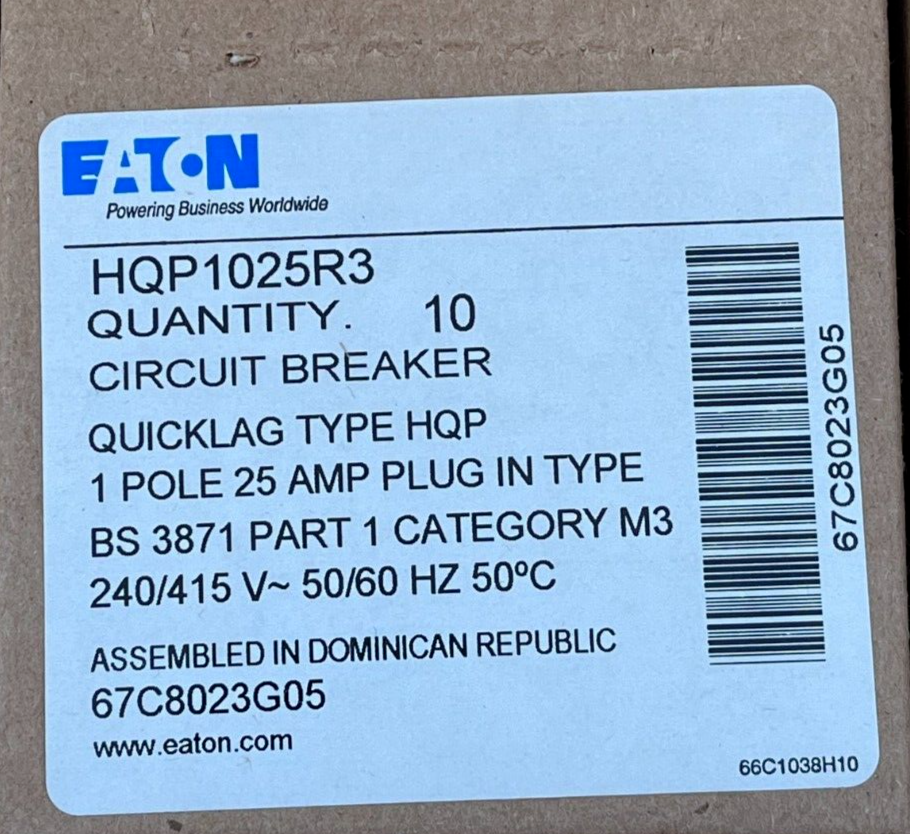 EATON
Powering Business Worldwide
HQP1025R3
QUANTITY. 10
CIRCUIT BREAKER
QUICKLAG TYPE HQP
1 POLE 25 AMP PLUG IN TYPE
BS 3871 PART 1 CATEGORY M3
240/415 V~ 50/60 HZ 50ºC
ASSEMBLED IN DOMINICAN REPUBLIC
67C8023G05
www.eaton.com
67C8023G05
66C1038H10